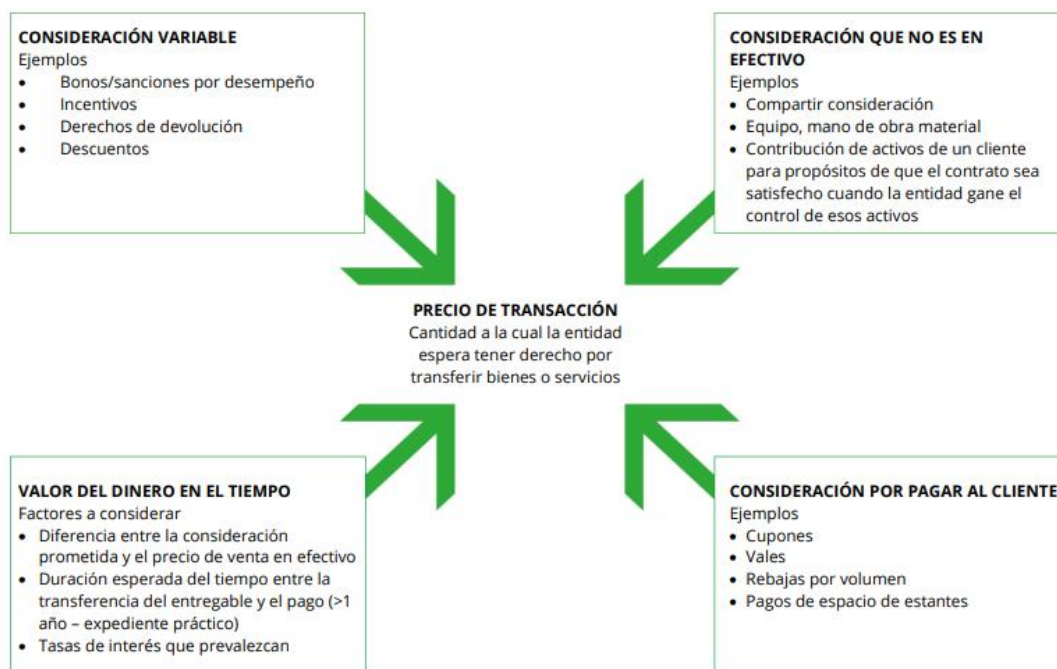 CONSIDERACIÓN VARIABLE
Ejemplos
• Bonos/sanciones por desempeño
• Incentivos
• Derechos de devolución
• Descuentos
CONSIDERACIÓN QUE NO ES EN
EFECTIVO
Ejemplos
• Compartir consideración
• Equipo, mano de obra material
• Contribución de activos de un cliente
para propósitos de que el contrato sea
satisfecho cuando la entidad gane el
control de esos activos
PRECIO DE TRANSACCIÓN
Cantidad a la cual la entidad
espera tener derecho por
transferir bienes o servicios
VALOR DEL DINERO EN EL TIEMPO
Factores a considerar
• Diferencia entre la consideración
prometida y el precio de venta en efectivo
• Duración esperada del tiempo entre la
transferencia del entregable y el pago (>1
año – expediente práctico)
• Tasas de interés que prevalezcan
CONSIDERACIÓN POR PAGAR AL CLIENTE
Ejemplos
• Cupones
• Vales
• Rebajas por volumen
• Pagos de espacio de estantes